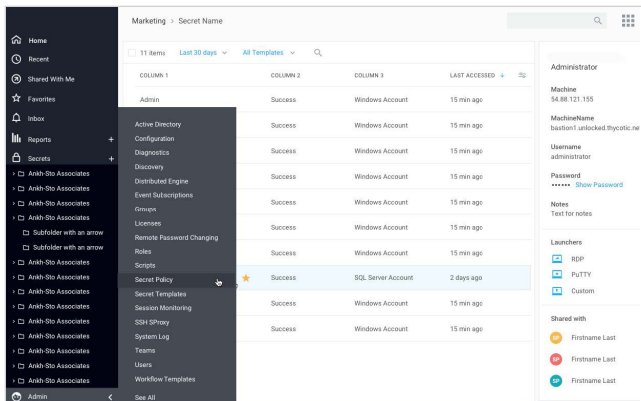 Marketing > Secret Name
Home
Recent
Shared With Me
Favorites
Inbox
Reports +
Secrets +
Ankh-Sto Associates
Ankh-Sto Associates
Ankh-Sto Associates
Ankh-Sto Associates
Subfolder with an arrow
Subfolder with an arrow
Ankh-Sto Associates
Ankh-Sto Associates
Ankh-Sto Associates
Ankh-Sto Associates
Ankh-Sto Associates
Ankh-Sto Associates
Ankh-Sto Associates
Ankh-Sto Associates
Ankh-Sto Associates
Admin
Active Directory
Configuration
Diagnostics
Discovery
Distributed Engine
Event Subscriptions
Groups
Licenses
Remote Password Changing
Roles
Scripts
Secret Policy
Secret Templates
Session Monitoring
SSH SProxy
System Log
Teams
Users
Workflow Templates
See All
11 items Last 30 days All Templates
COLUMN 1 COLUMN 2 COLUMN 3 LAST ACCESSED
Admin Success Windows Account 15 min ago
Success Windows Account 15 min ago
Success Windows Account 15 min ago
Success Windows Account 15 min ago
Success Windows Account 15 min ago
Success Windows Account 15 min ago
Success Windows Account 15 min ago
Success SQL Server Account 2 days ago
Success Windows Account 15 min ago
Success Windows Account 15 min ago
Administrator
Machine
54.88.121.155
MachineName
bastion1.unlocked.thycotic.ne
Username
administrator
Password
•••••• Show Password
Notes
Text for notes
Launchers
RDP
PuTTY
Custom
Shared with
SP Firstname Last
SP Firstname Last
SP Firstname Last